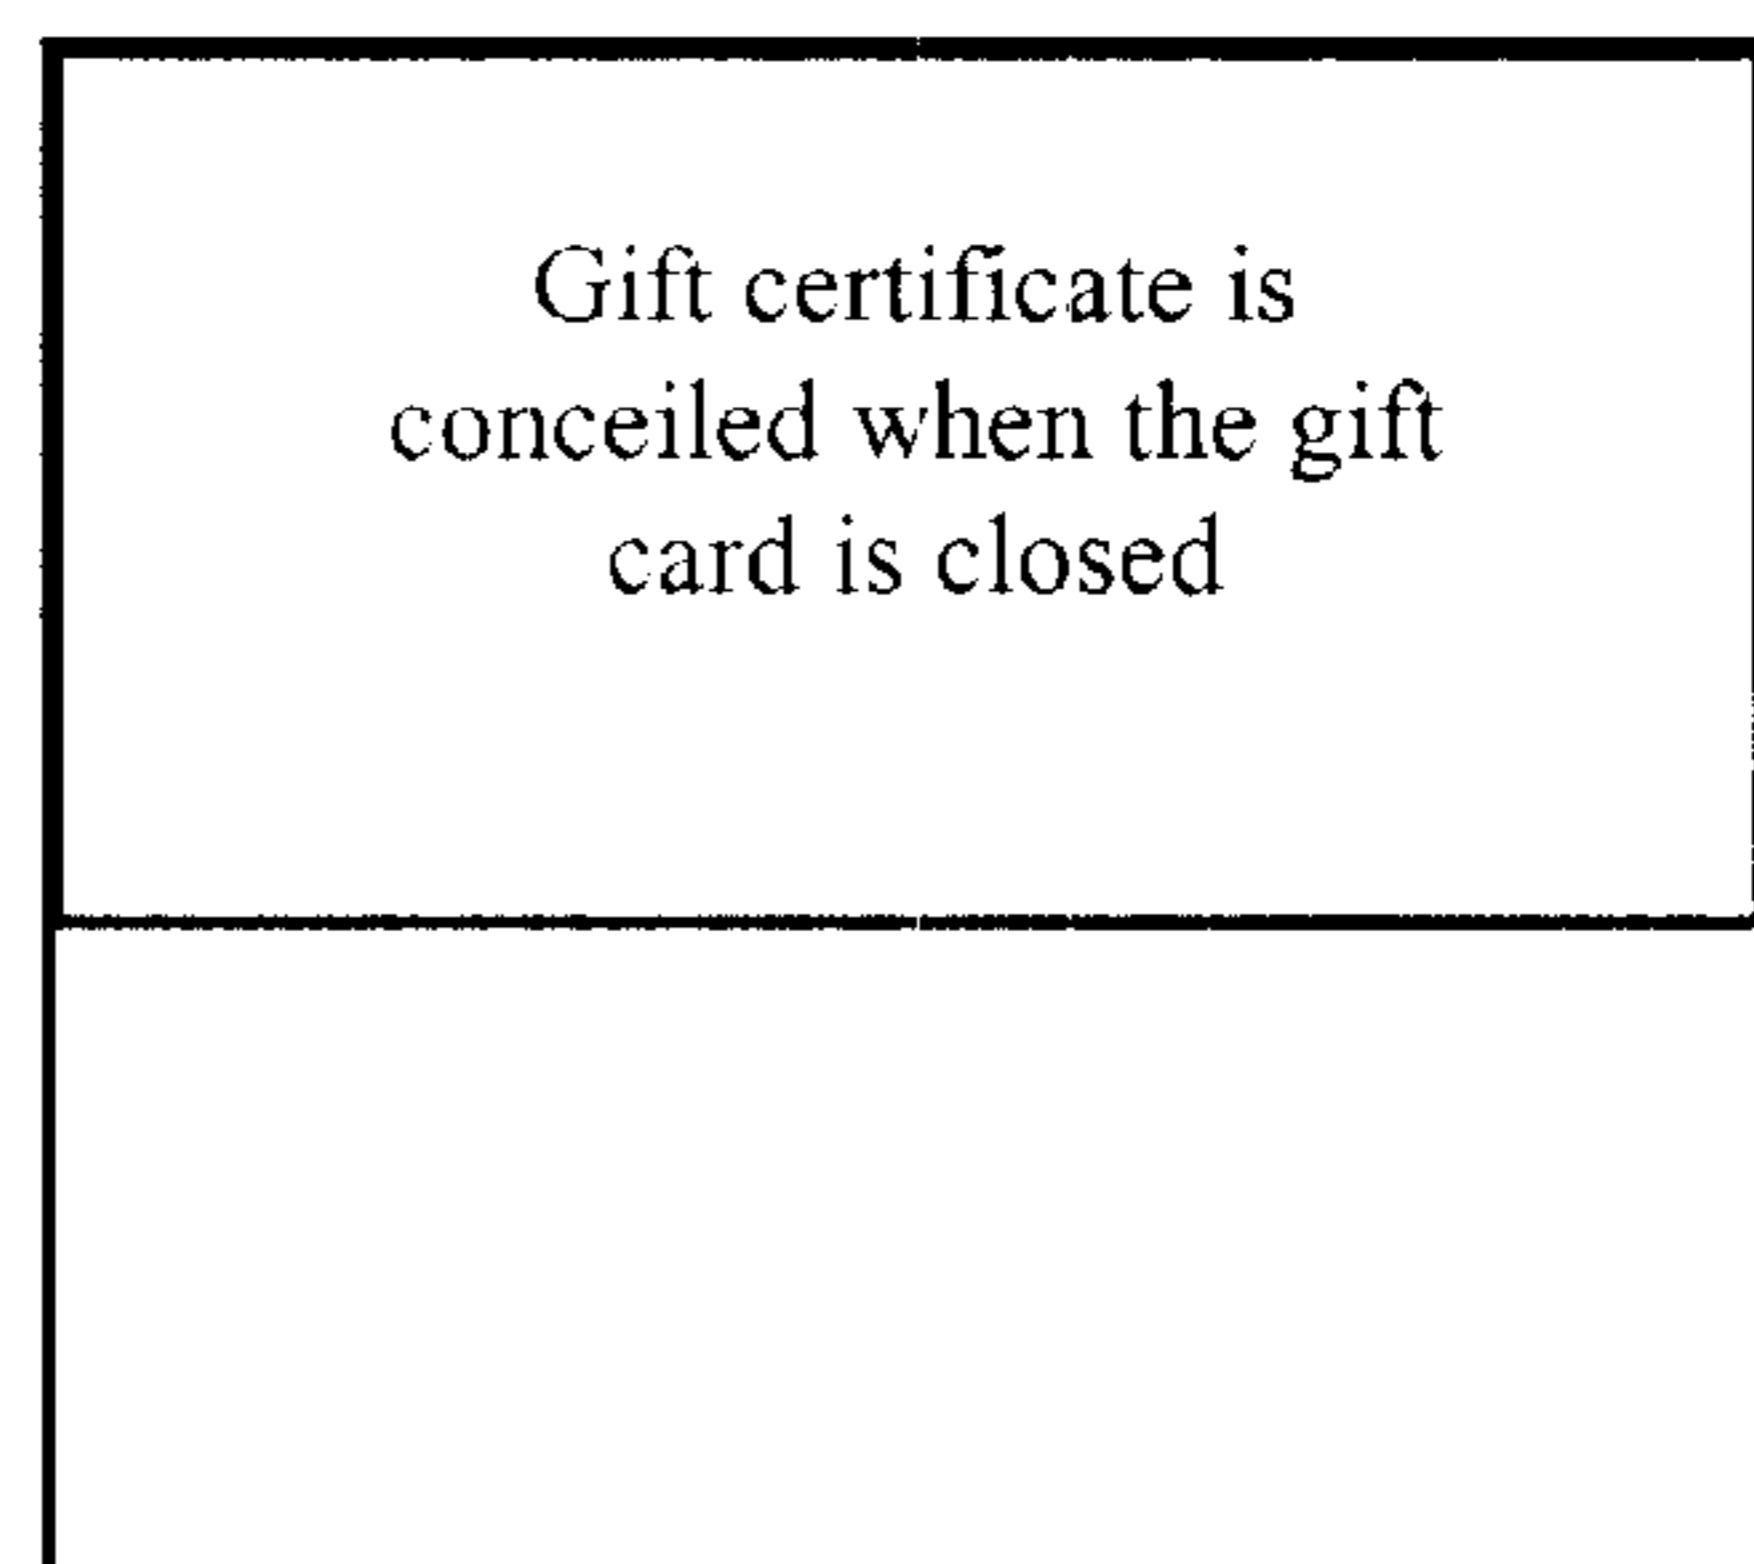 Gift certificate is
conceiled when the gift
card is closed